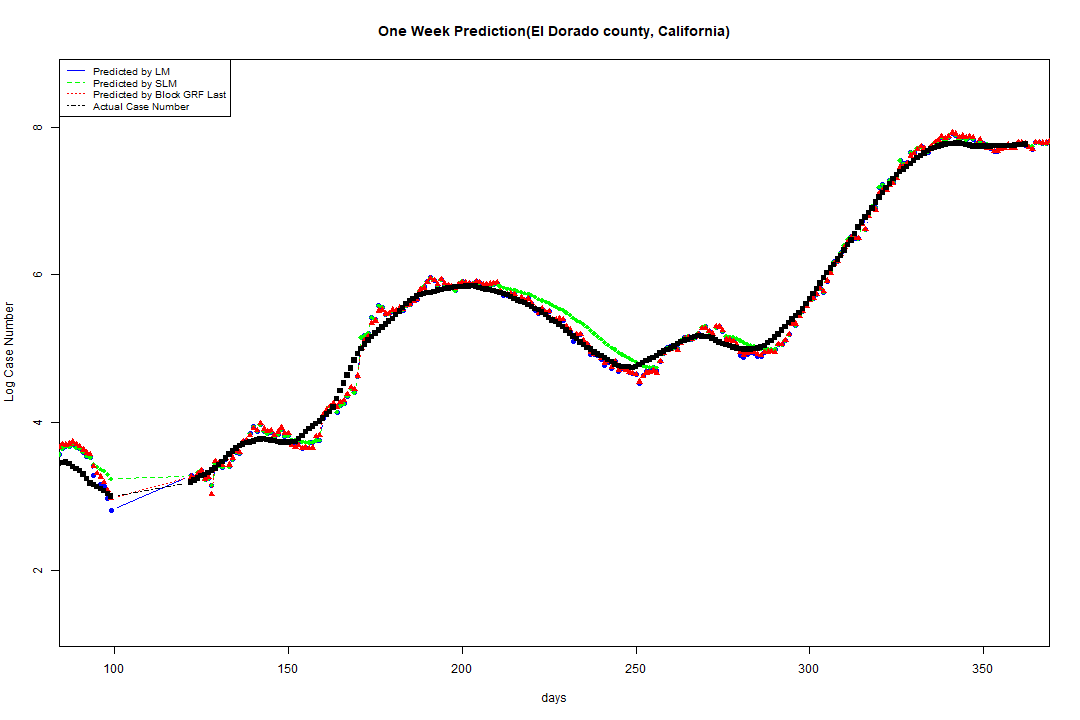 One Week Prediction(El Dorado county, California)
Predicted by LM
Predicted by SLM
Predicted by Block GRF Last
Actual Case Number
8
6
4
2
Log Case Number
100
150
200
250
300
350
days